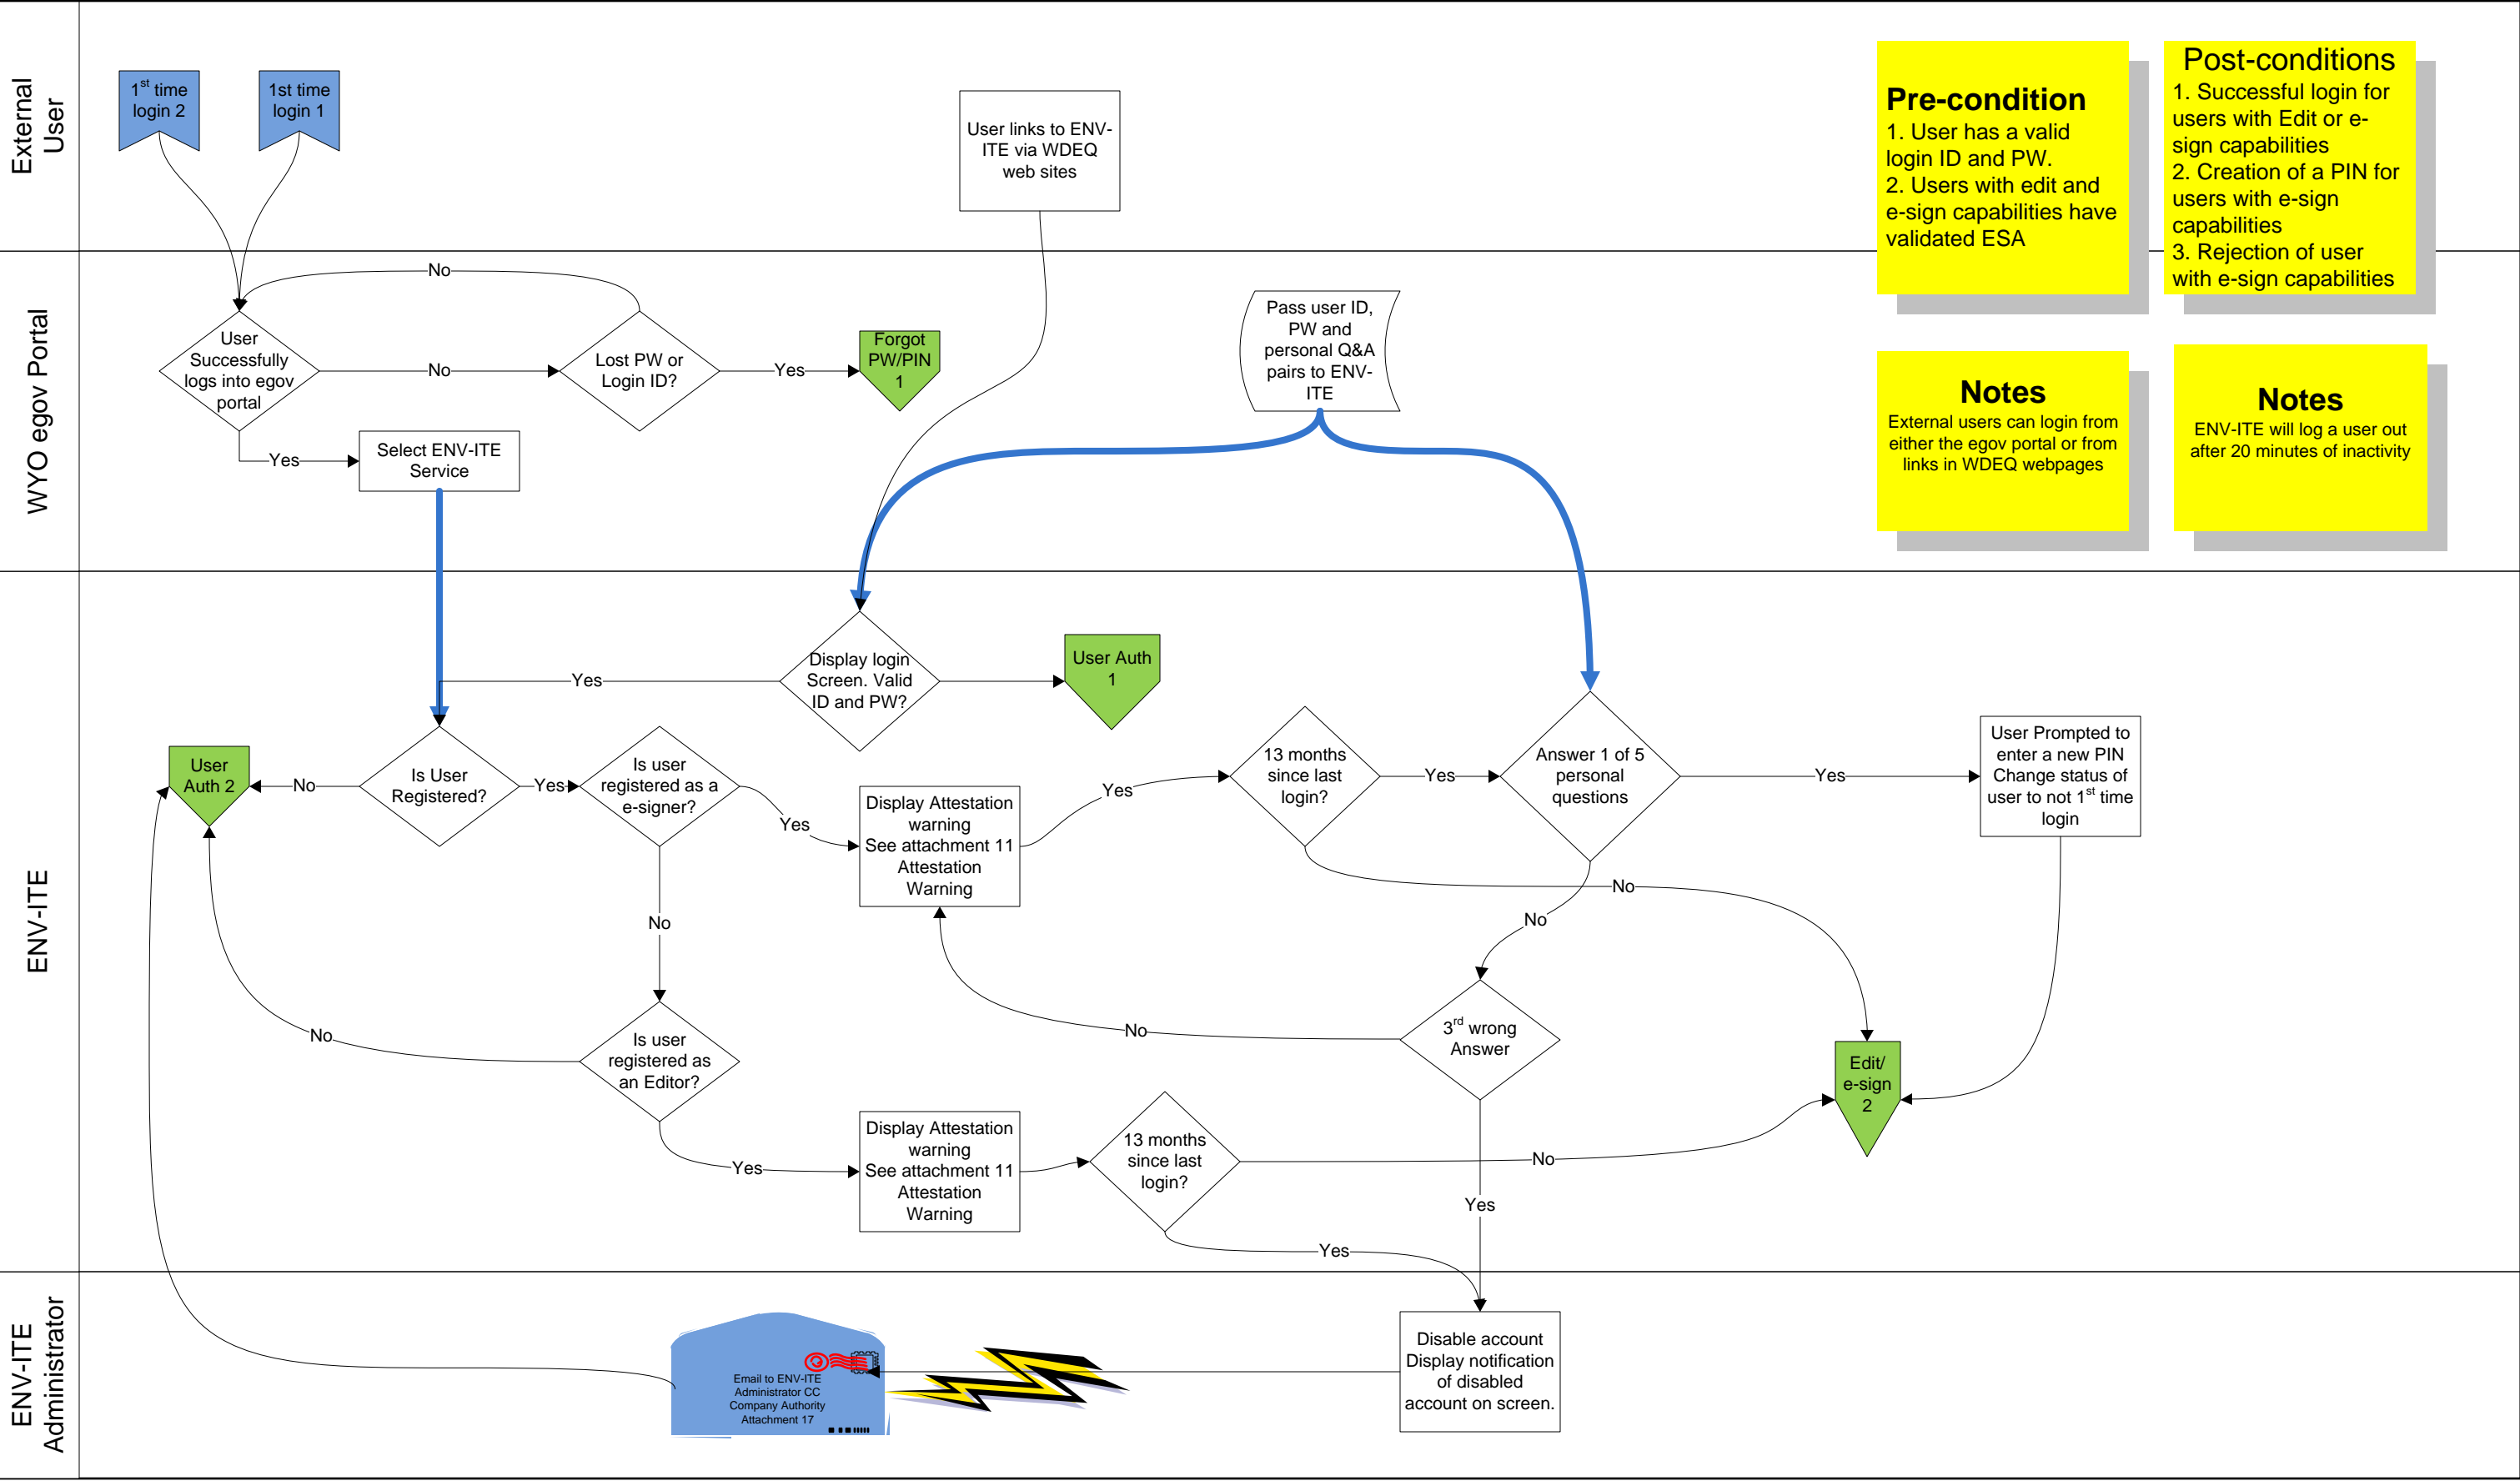 External
User
1st time
login 2
1st time
login 1
User links to ENV-
ITE via WDEQ
web sites
Pre-condition
1. User has a valid
login ID and PW.
2. Users with edit and
e-sign capabilities have
validated ESA
Post-conditions
1. Successful login for
users with Edit or e-
sign capabilities
2. Creation of a PIN for
users with e-sign
capabilities
3. Rejection of user
with e-sign capabilities
WYO egov Portal
No
User
Successfully
logs into egov
portal
No
Lost PW or
Login ID?
Yes
Forgot
PW/PIN
1
Pass user ID,
PW and
personal Q&A
pairs to ENV-
ITE
Yes
Select ENV-ITE
Service
Notes
External users can login from
either the egov portal or from
links in WDEQ webpages
Notes
ENV-ITE will log a user out
after 20 minutes of inactivity
ENV-ITE
Yes
Display login
Screen. Valid
ID and PW?
User Auth
1
User
Auth 2
No
Is User
Registered?
Yes
Is user
registered as a
e-signer?
Yes
Display Attestation
warning
See attachment 11
Attestation
Warning
Yes
13 months
since last
login?
Yes
Answer 1 of 5
personal
questions
Yes
User Prompted to
enter a new PIN
Change status of
user to not 1st time
login
No
No
No
No
Is user
registered as
an Editor?
No
3rd wrong
Answer
Edit/
e-sign
2
Yes
Display Attestation
warning
See attachment 11
Attestation
Warning
13 months
since last
login?
No
Yes
Yes
ENV-ITE
Administrator
Email to ENV-ITE
Administrator CC
Company Authority
Attachment 17
Disable account
Display notification
of disabled
account on screen.